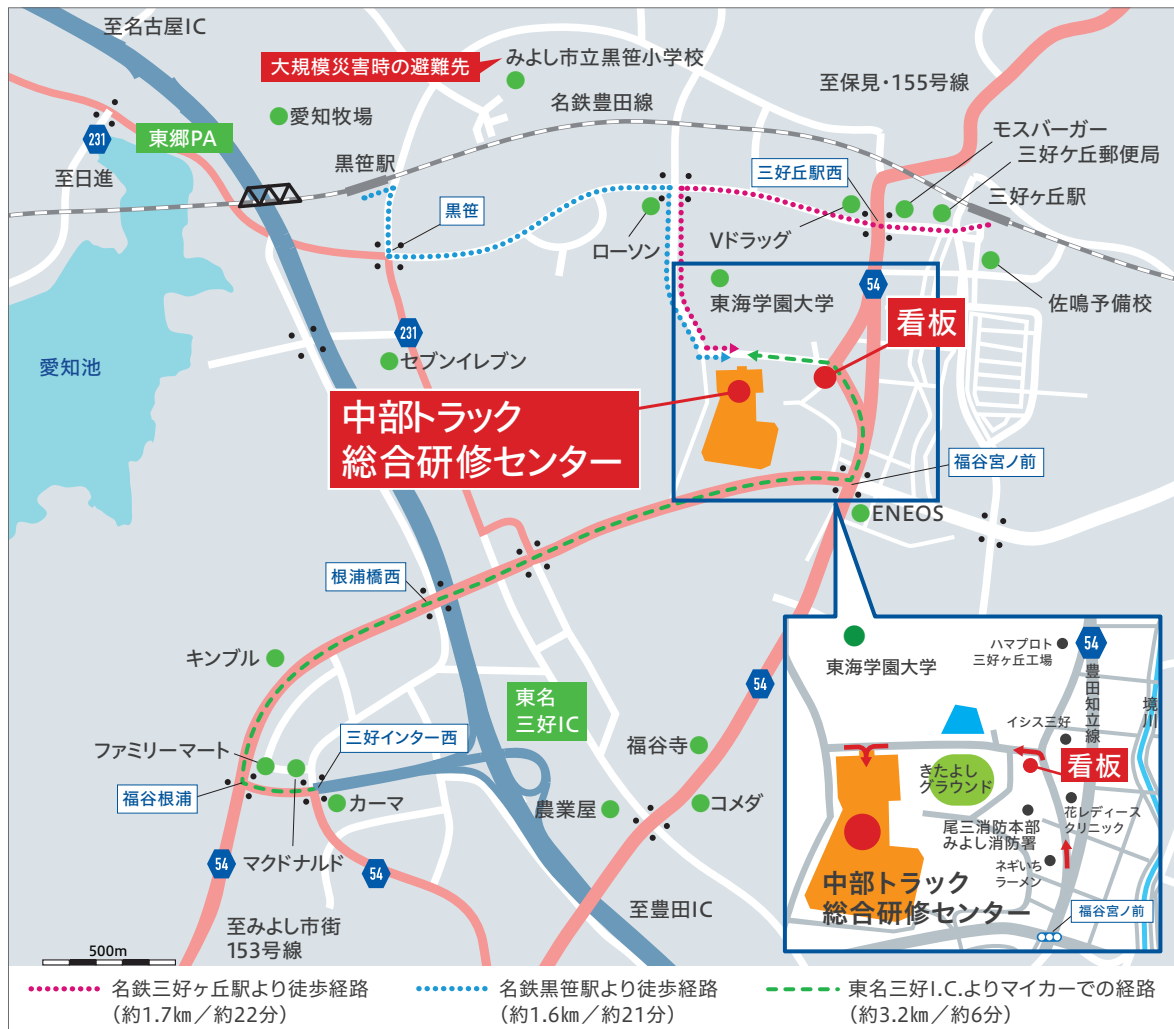 至名古屋IC
大規模災害時の避難先
みよし市立黒笹小学校
至保見・155号線
愛知牧場
名鉄豊田線
モスバーガー
三好ケ丘郵便局
231
東郷PA
至日進
黒笹駅
三好丘駅西
三好ヶ丘駅
黒笹
ローソン
Vドラッグ
東海学園大学
54
佐鳴予備校
看板
231
セブンイレブン
愛知池
中部トラック
総合研修センター
福谷宮ノ前
ENEOS
根浦橋西
キンブル
54
東名
三好IC
ファミリーマート
三好インター西
福谷寺
福谷根浦
カーマ
農業屋
コメダ
マクドナルド
54
54
至みよし市街
153号線
至豊田IC
500m
東海学園大学
ハマプロト
三好ヶ丘工場
54
豊田知立線
境川
イシス三好
看板
きたよし
グラウンド
花レディース
クリニック
尾三消防本部
みよし消防署
ネギいち
ラーメン
中部トラック
総合研修センター
福谷宮ノ前
名鉄三好ヶ丘駅より徒歩経路
(約1.7㎞／約22分)
名鉄黒笹駅より徒歩経路
(約1.6㎞／約21分)
東名三好I.C.よりマイカーでの経路
(約3.2㎞／約6分)